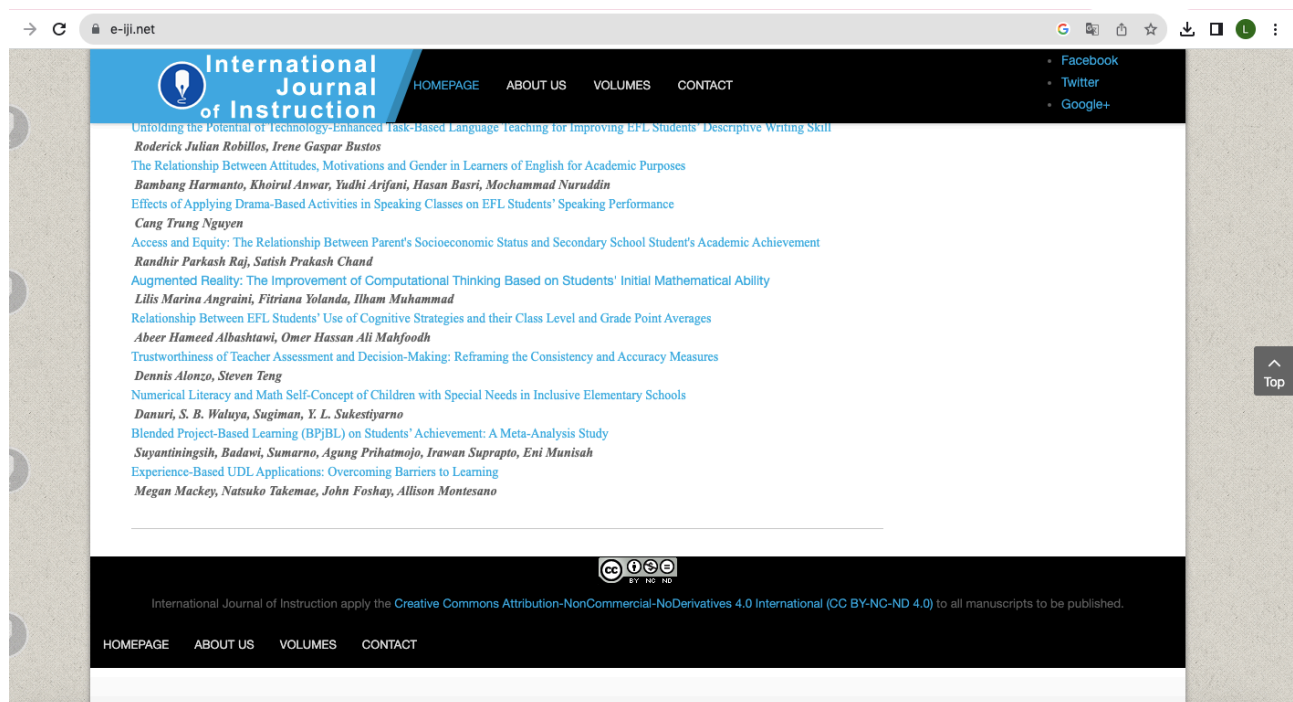 e-iji.net
L
International
Journal
of Instruction
HOMEPAGE ABOUT US VOLUMES CONTACT
Facebook
Twitter
Google+
Unfolding the Potential of Technology-Enhanced Task-Based Language Teaching for Improving EFL Students' Descriptive Writing Skill
Roderick Julian Robillos, Irene Gaspar Bustos
The Relationship Between Attitudes, Motivations and Gender in Learners of English for Academic Purposes
Bambang Harmanto, Khoirul Anwar, Yudhi Arifani, Hasan Basri, Mochammad Nuruddin
Effects of Applying Drama-Based Activities in Speaking Classes on EFL Students' Speaking Performance
Cang Trung Nguyen
Access and Equity: The Relationship Between Parent's Socioeconomic Status and Secondary School Student's Academic Achievement
Randhir Parkash Raj, Satish Prakash Chand
Augmented Reality: The Improvement of Computational Thinking Based on Students' Initial Mathematical Ability
Lilis Marina Angraini, Fitriana Yolanda, Ilham Muhammad
Relationship Between EFL Students' Use of Cognitive Strategies and their Class Level and Grade Point Averages
Abeer Hameed Albashtawi, Omer Hassan Ali Mahfoodh
Trustworthiness of Teacher Assessment and Decision-Making: Reframing the Consistency and Accuracy Measures
Dennis Alonzo, Steven Teng
Numerical Literacy and Math Self-Concept of Children with Special Needs in Inclusive Elementary Schools
Danuri, S. B. Waluya, Sugiman, Y. L. Sukestiyarno
Blended Project-Based Learning (BPjBL) on Students' Achievement: A Meta-Analysis Study
Suyantiningsih, Badawi, Sumarno, Agung Prihatmojo, Irawan Suprapto, Eni Munisah
Experience-Based UDL Applications: Overcoming Barriers to Learning
Megan Mackey, Natsuko Takemae, John Foshay, Allison Montesano
Top
cc
BY NC ND
International Journal of Instruction apply the Creative Commons Attribution-NonCommercial-NoDerivatives 4.0 International (CC BY-NC-ND 4.0) to all manuscripts to be published.
HOMEPAGE ABOUT US VOLUMES CONTACT